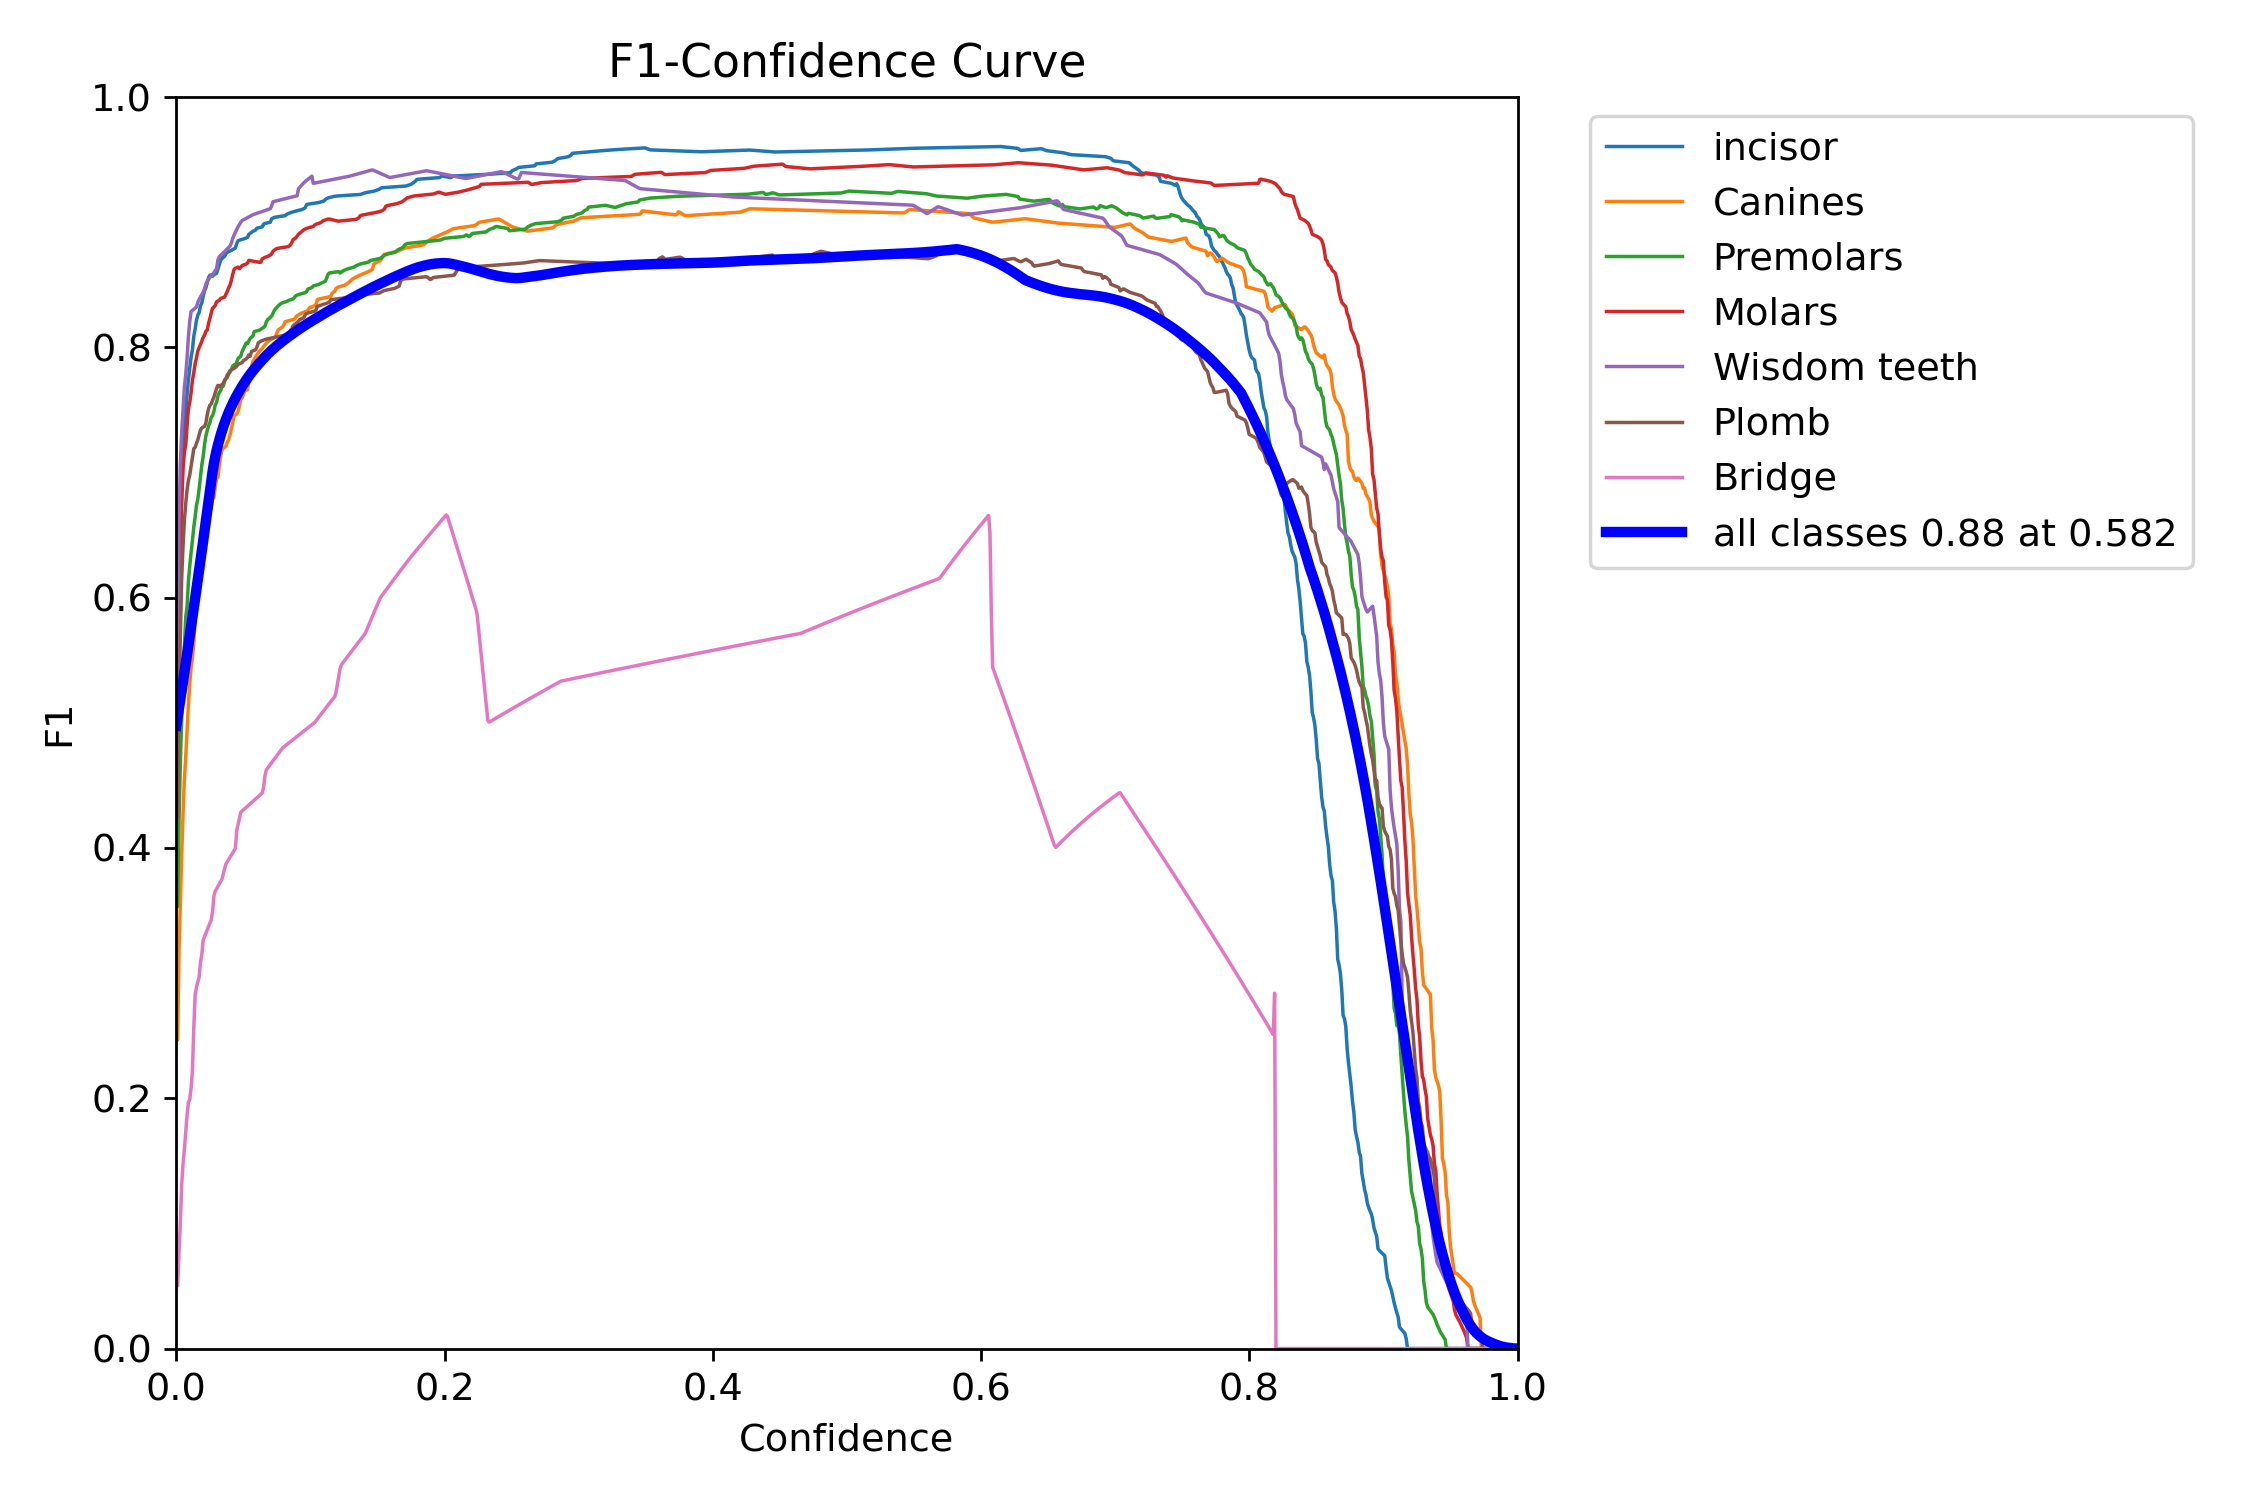 F1-Confidence Curve
1.0
0.8
0.6
0.4
0.2
0.0
F1
0.0 0.2 0.4 0.6 0.8 1.0
Confidence
incisor
Canines
Premolars
Molars
Wisdom teeth
Plomb
Bridge
all classes 0.88 at 0.582